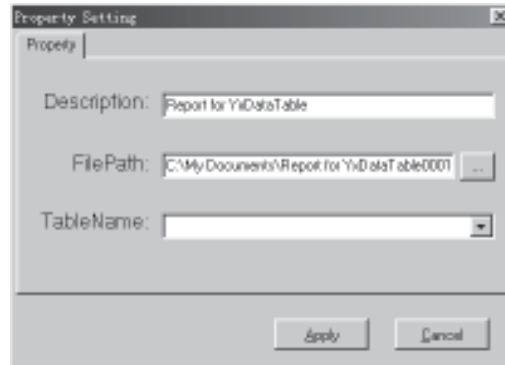 Property Setting
Property
Description: Report for YxDataTable
FilePath: C:\My Documents\Report for YxDataTable0001 ...
TableName:
Apply Cancel